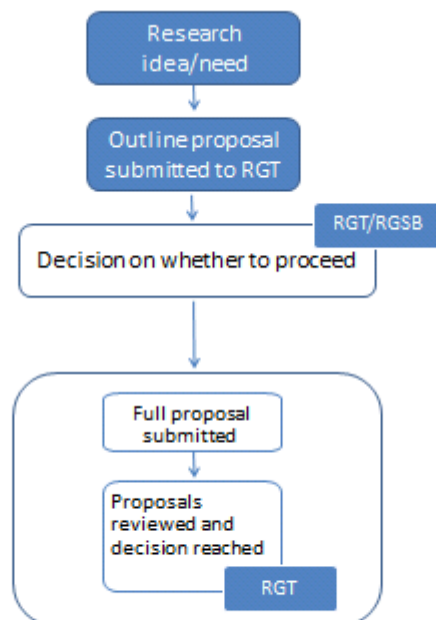 Research
idea/need
Outline proposal
submitted to RGT
RGT/RGSB
Decision on whether to proceed
Full proposal
submitted
Proposals
reviewed and
decision reached
RGT